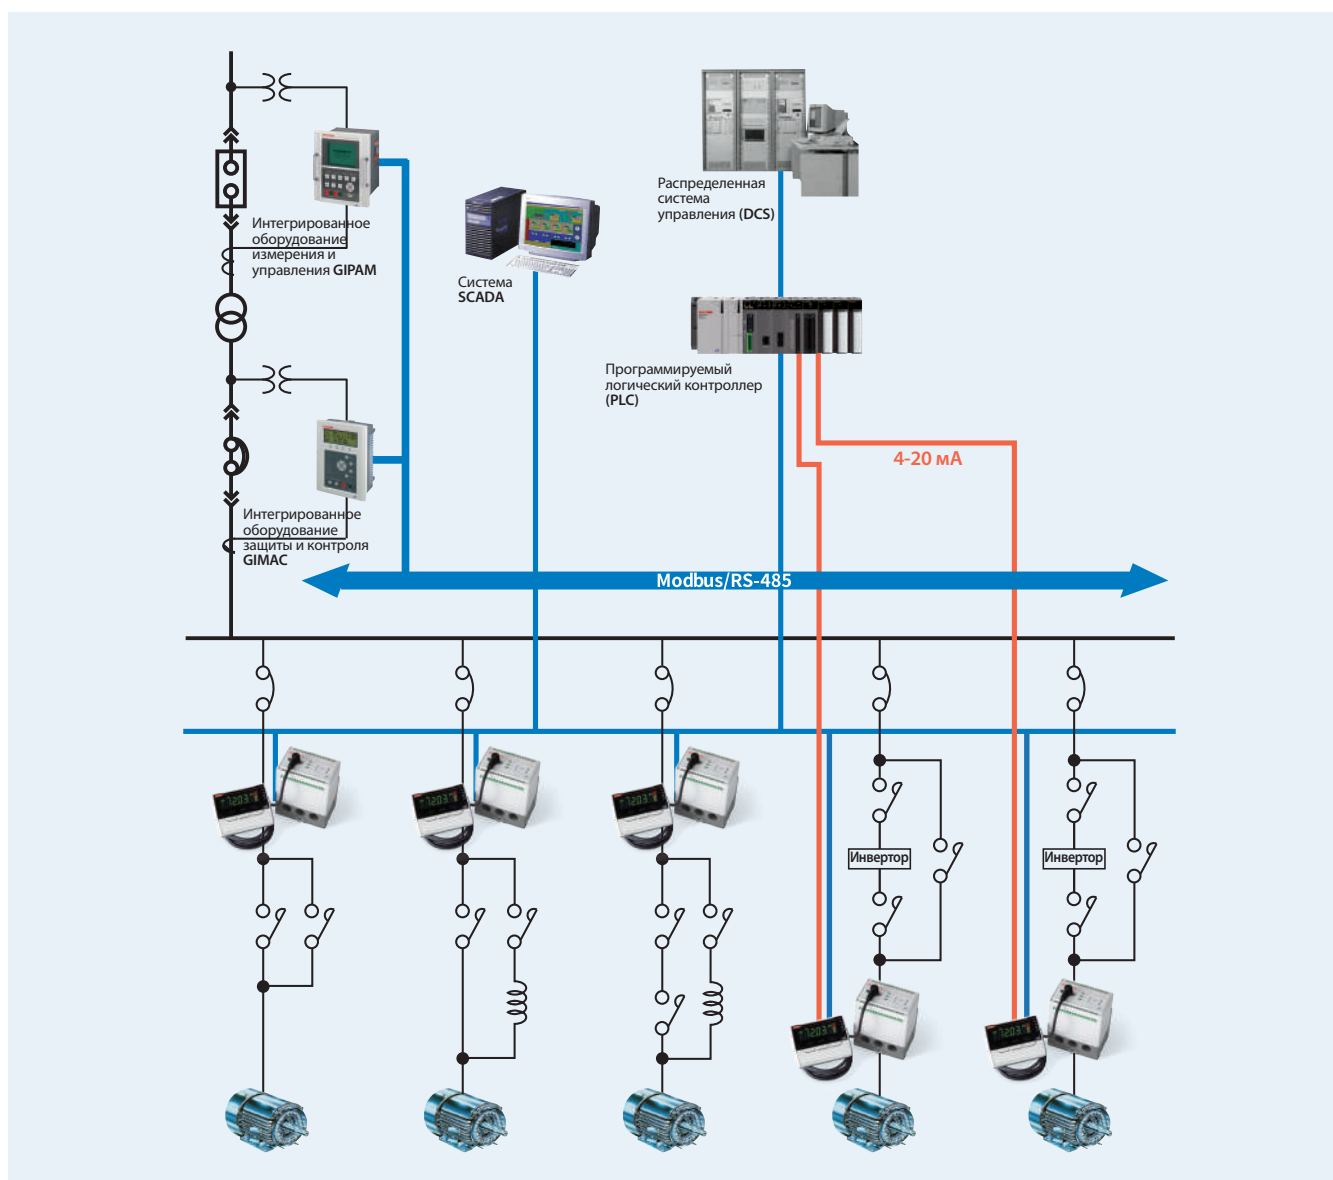 Интегрированное
оборудование
измерения и
управления GIPAM
Система
SCADA
Распределенная
система
управления (DCS)
Программируемый
логический контроллер
(PLC)
4-20 мА
Интегрированное
оборудование
защиты и контроля
GIMAC
Modbus/RS-485
Инвертор
Инвертор